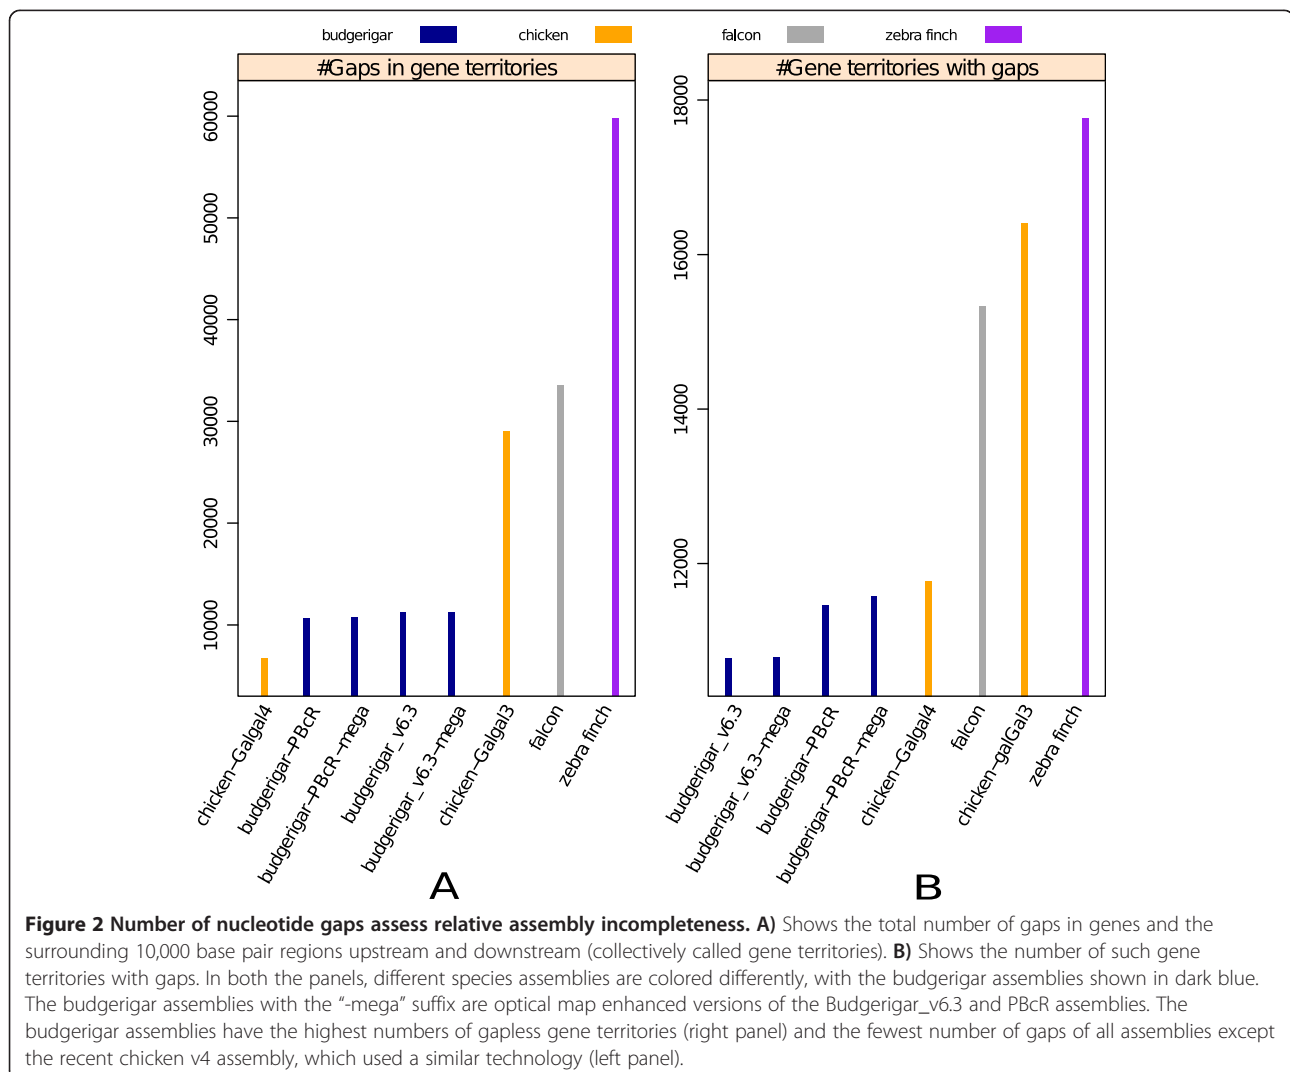 budgerigar chicken falcon zebra finch
#Gaps in gene territories
60000
50000
40000
30000
20000
10000
chicken–Galgal4
budgerigar–PBcR
budgerigar–PBcR–mega
budgerigar_v6.3
budgerigar_v6.3–mega
chicken–Galgal3
falcon
zebra finch
A
#Gene territories with gaps
18000
16000
14000
12000
budgerigar_v6.3
budgerigar_v6.3–mega
budgerigar–PBcR
budgerigar–PBcR–mega
chicken–Galgal4
falcon
chicken–galGal3
zebra finch
B
Figure 2 Number of nucleotide gaps assess relative assembly incompleteness. A) Shows the total number of gaps in genes and the
surrounding 10,000 base pair regions upstream and downstream (collectively called gene territories). B) Shows the number of such gene
territories with gaps. In both the panels, different species assemblies are colored differently, with the budgerigar assemblies shown in dark blue.
The budgerigar assemblies with the “-mega” suffix are optical map enhanced versions of the Budgerigar_v6.3 and PBcR assemblies. The
budgerigar assemblies have the highest numbers of gapless gene territories (right panel) and the fewest number of gaps of all assemblies except
the recent chicken v4 assembly, which used a similar technology (left panel).